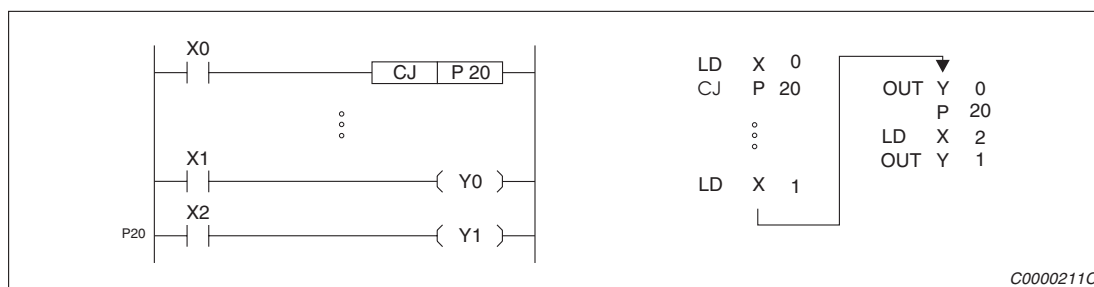 X0
CJ P 20
X1
Y0
X2
P20
Y1
LD X 0
CJ P 20
LD X 1
OUT Y 0
P 20
LD X 2
OUT Y 1
C0000211C